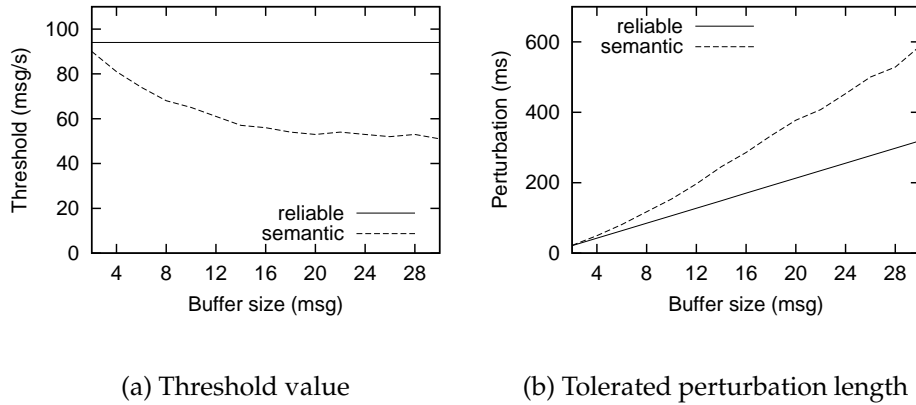 100
80
60
40
20
0
Threshold (msg/s)
reliable
semantic
4 8 12 16 20 24 28
Buffer size (msg)
(a) Threshold value
600
400
200
0
Perturbation (ms)
reliable
semantic
4 8 12 16 20 24 28
Buffer size (msg)
(b) Tolerated perturbation length